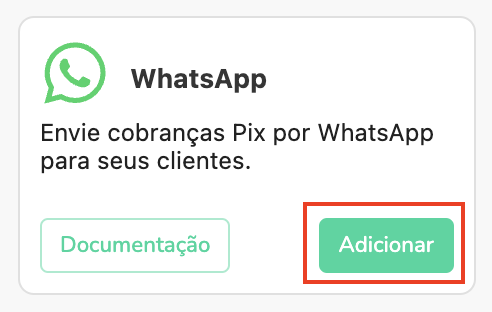 WhatsApp
Envie cobranças Pix por WhatsApp
para seus clientes.
Documentação
Adicionar